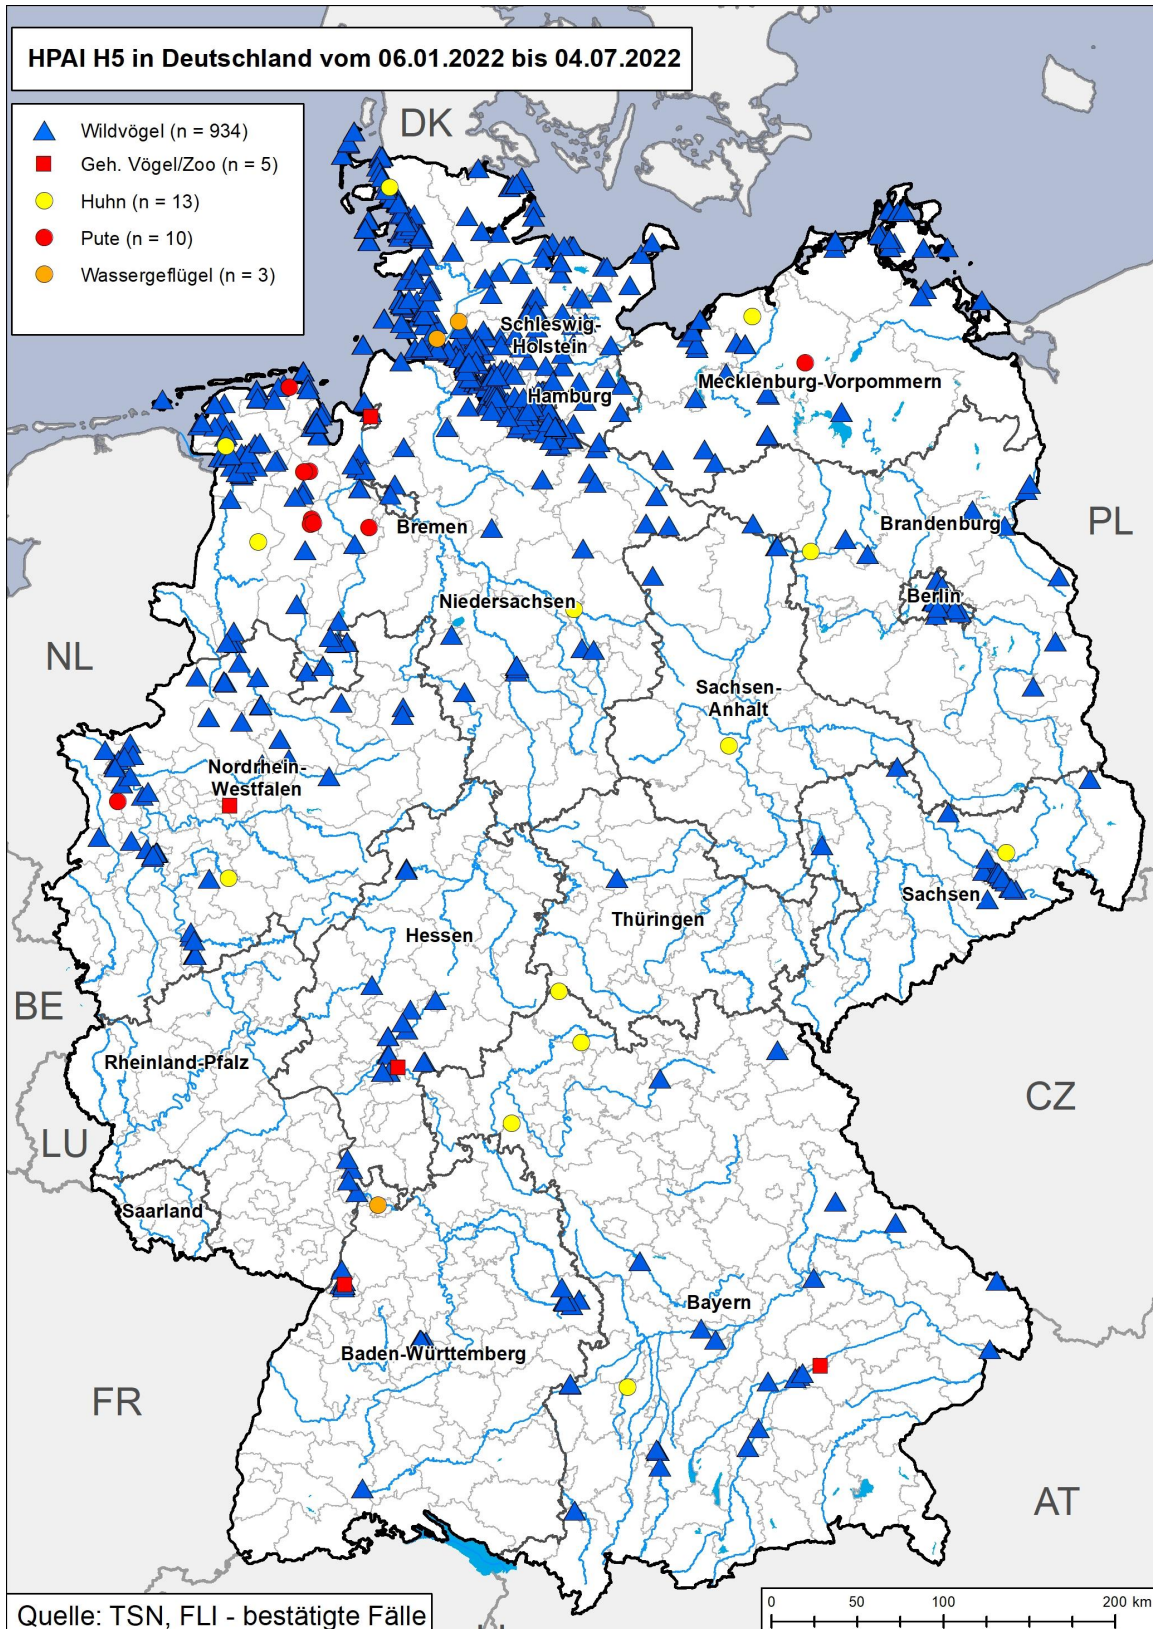 HPAI H5 in Deutschland vom 06.01.2022 bis 04.07.2022
Wildvögel (n = 934)
Geh. Vögel/Zoo (n = 5)
Huhn (n = 13)
Pute (n = 10)
Wassergeflügel (n = 3)
DK
Schleswig-
Holstein
Mecklenburg-Vorpommern
Hamburg
Bremen
Brandenburg
PL
Niedersachsen
Berlin
NL
Sachsen-
Anhalt
Nordrhein-
Westfalen
Sachsen
Thüringen
Hessen
BE
Rheinland-Pfalz
CZ
LU
Saarland
Bayern
Baden-Württemberg
FR
AT
Quelle: TSN, FLI - bestätigte Fälle
0 50 100 200 km